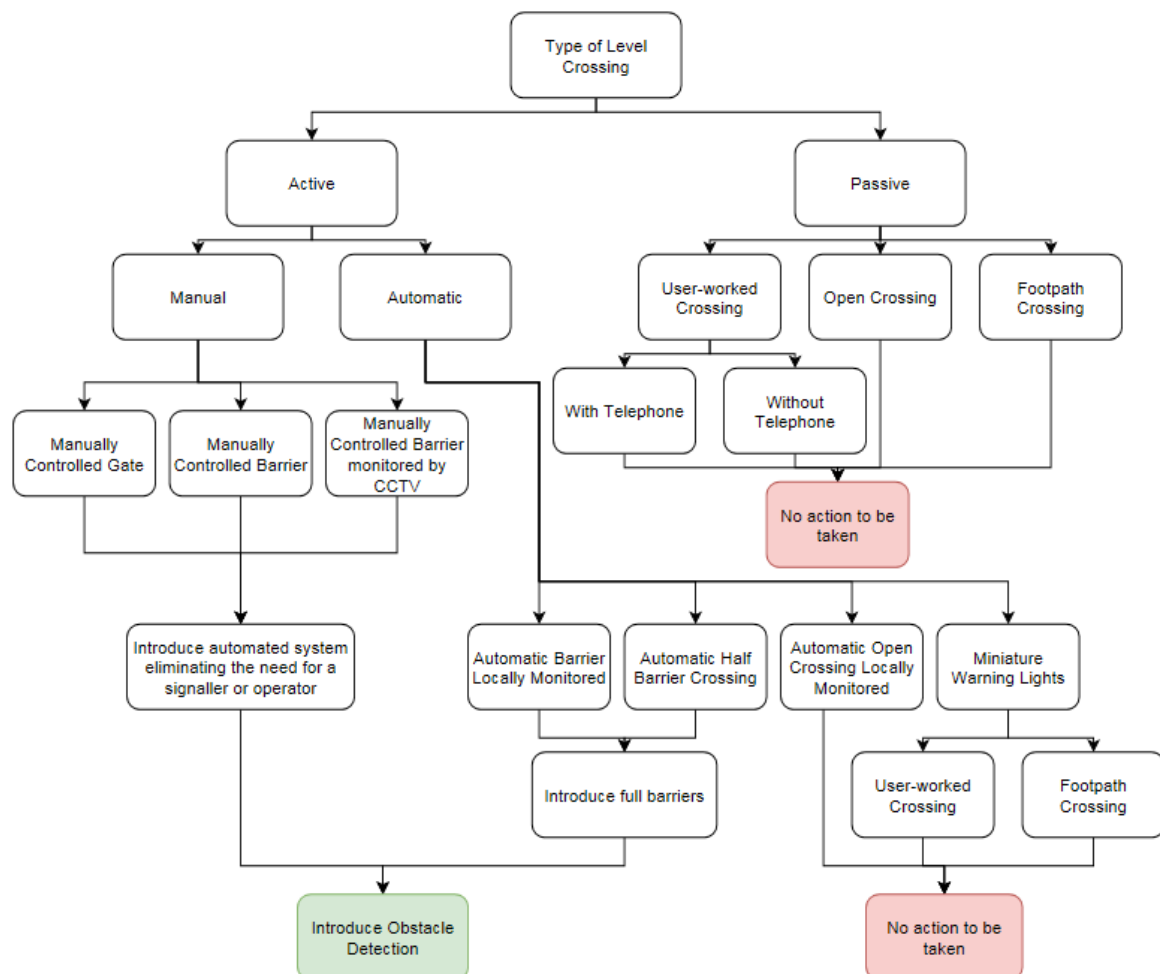 Type of Level
Crossing
Active
Passive
Manual
Automatic
User-worked
Crossing
Open Crossing
Footpath
Crossing
With Telephone
Without
Telephone
Manually
Controlled Gate
Manually
Controlled Barrier
Manually
Controlled Barrier
monitored by
CCTV
No action to be
taken
Introduce automated system
eliminating the need for a
signaller or operator
Automatic Barrier
Locally Monitored
Automatic Half
Barrier Crossing
Automatic Open
Crossing Locally
Monitored
Miniature
Warning Lights
Introduce full barriers
User-worked
Crossing
Footpath
Crossing
Introduce Obstacle
Detection
No action to be
taken